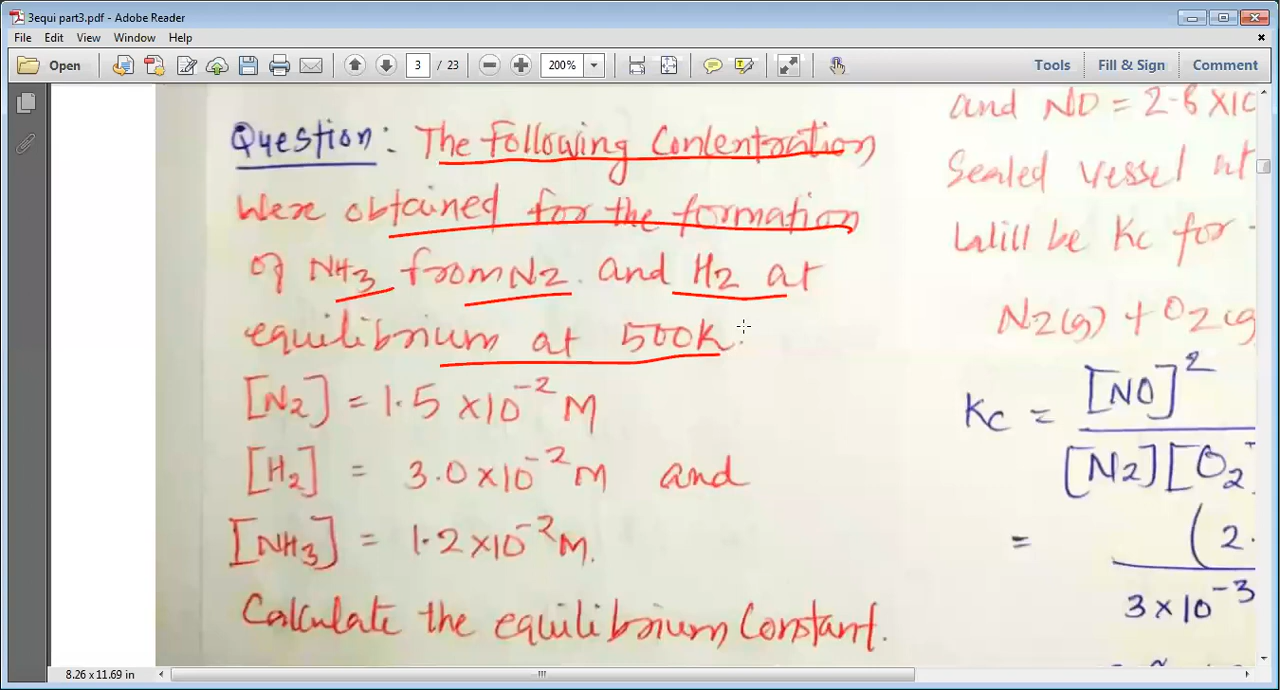 3equi part3.pdf - Adobe Reader
File Edit View Window Help
Open 3 / 23 200% Tools Fill & Sign Comment
Question: The Following Concentration
Were obtained for the formation
of NH3 from N2 and H2 at
equilibrium at 500K.
[N2] = 1.5 x10^-2 M
[H2] = 3.0x10^-2 M and
[NH3] = 1.2x10^-2 M.
Calculate the equilibrium Constant.
and NO = 2.8 X10
Sealed vessel at
Will be Kc for
N2(g) + O2(g
Kc = [NO]^2
[N2][O2
= (2.
3 x 10^-3
8.26 x 11.69 in